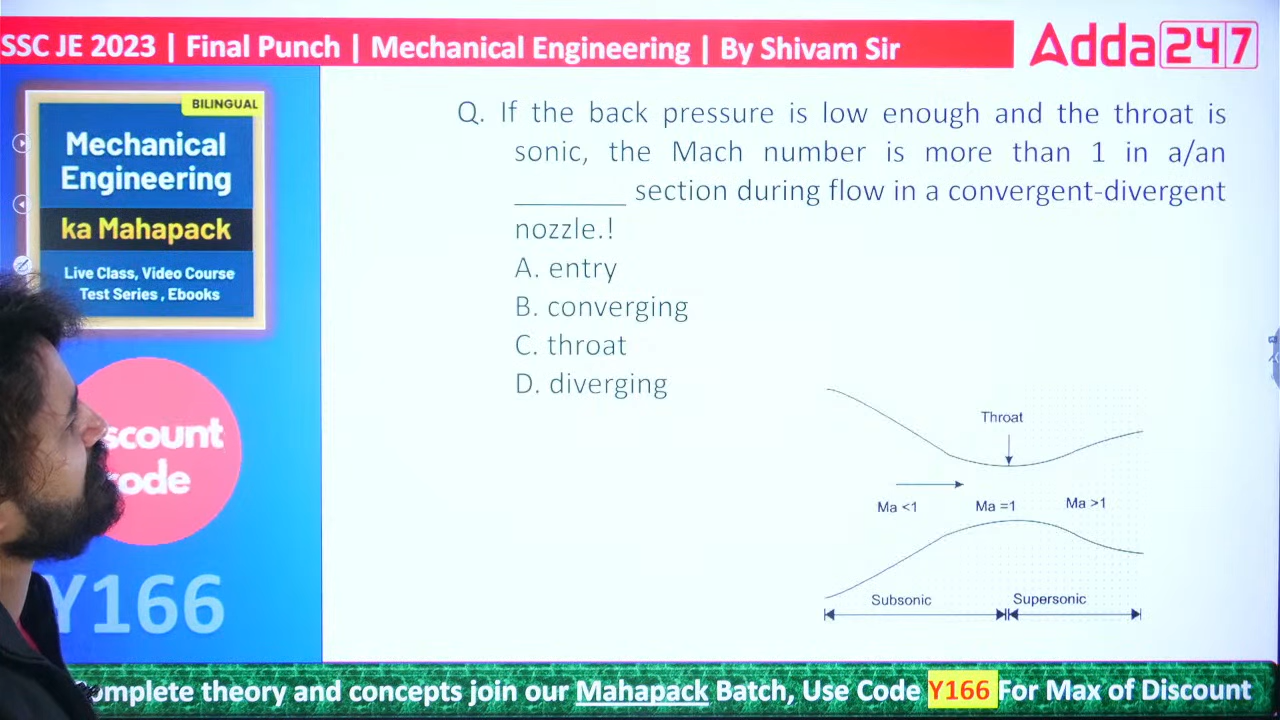 SSC JE 2023 | Final Punch | Mechanical Engineering | By Shivam Sir
Adda247
BILINGUAL
Mechanical
Engineering
ka Mahapack
Live Class, Video Course
Test Series , Ebooks
scount
ode
Y166
Q. If the back pressure is low enough and the throat is
sonic, the Mach number is more than 1 in a/an
________ section during flow in a convergent-divergent
nozzle.!
A. entry
B. converging
C. throat
D. diverging
Throat
Ma <1
Ma =1
Ma >1
Subsonic
Supersonic
omplete theory and concepts join our Mahapack Batch, Use Code Y166 For Max of Discount